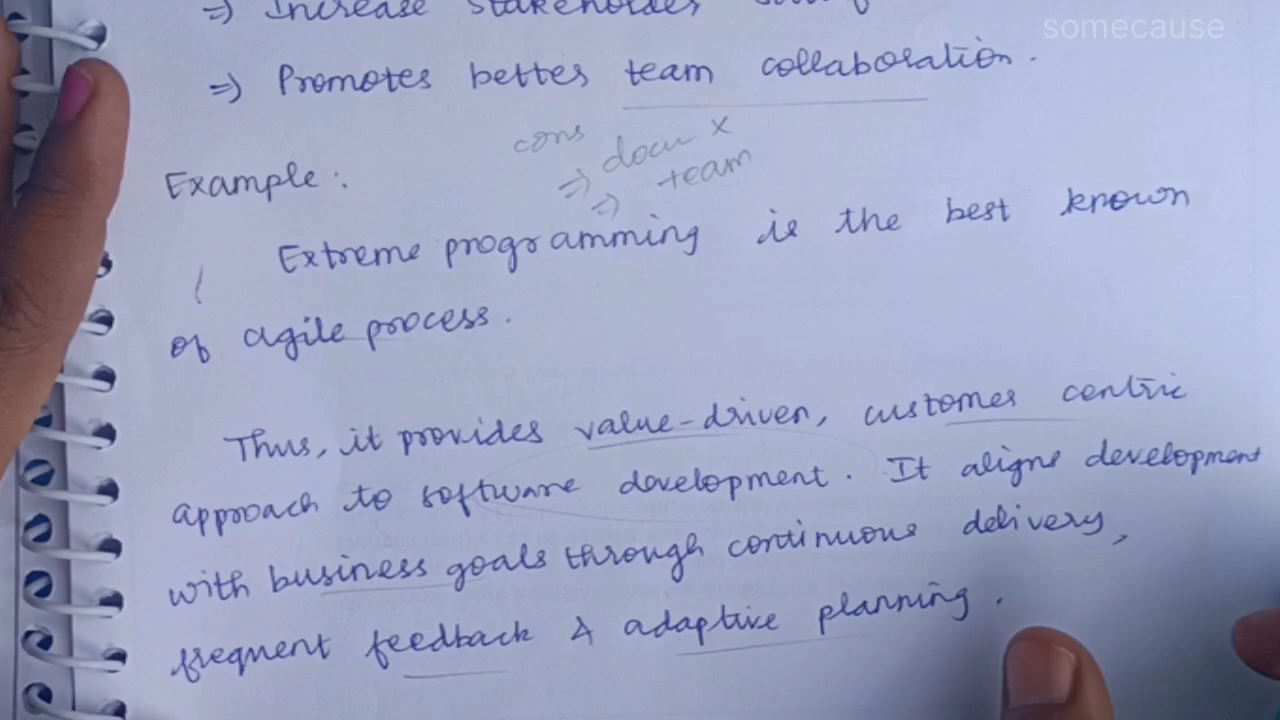 =) Increase stakeholder
somecause
=) Promotes better team collaboration.
cons
=) docu x
=) team
Example:
Extreme programming is the best known
of agile process.
Thus, it provides value-driven, customer centric
approach to software development. It aligns development
with business goals through continuous delivery,
frequent feedback & adaptive planning.